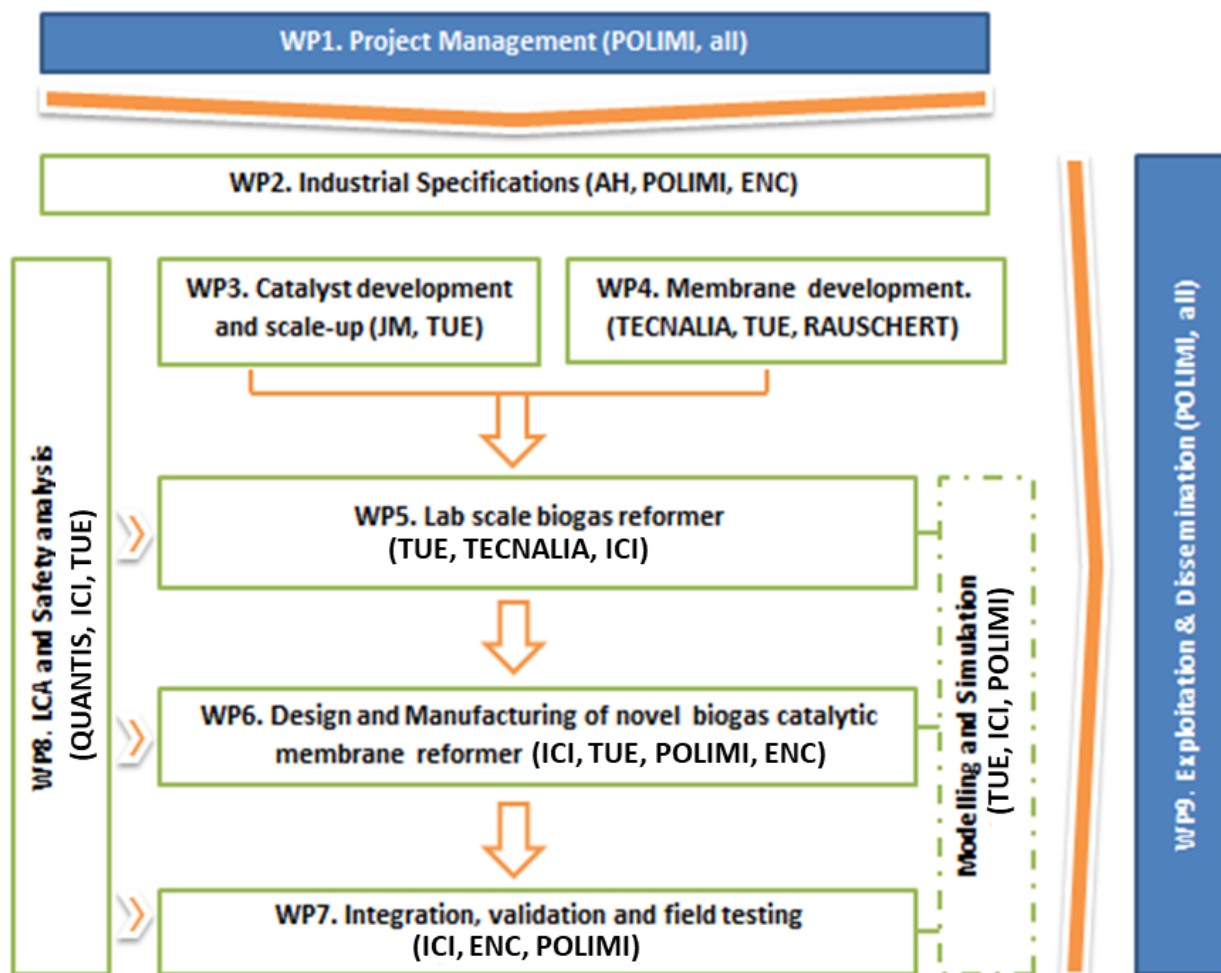 WP1. Project Management (POLIMI, all)
WP2. Industrial Specifications (AH, POLIMI, ENC)
WP3. Catalyst development
and scale-up (JM, TUE)
WP4. Membrane development.
(TECNALIA, TUE, RAUSCHERT)
WP8. LCA and Safety analysis
(QUANTIS, ICI, TUE)
WP5. Lab scale biogas reformer
(TUE, TECNALIA, ICI)
WP6. Design and Manufacturing of novel biogas catalytic
membrane reformer (ICI, TUE, POLIMI, ENC)
WP7. Integration, validation and field testing
(ICI, ENC, POLIMI)
Modelling and Simulation
(TUE, ICI, POLIMI)
WP9. Exploitation & Dissemination (POLIMI, all)